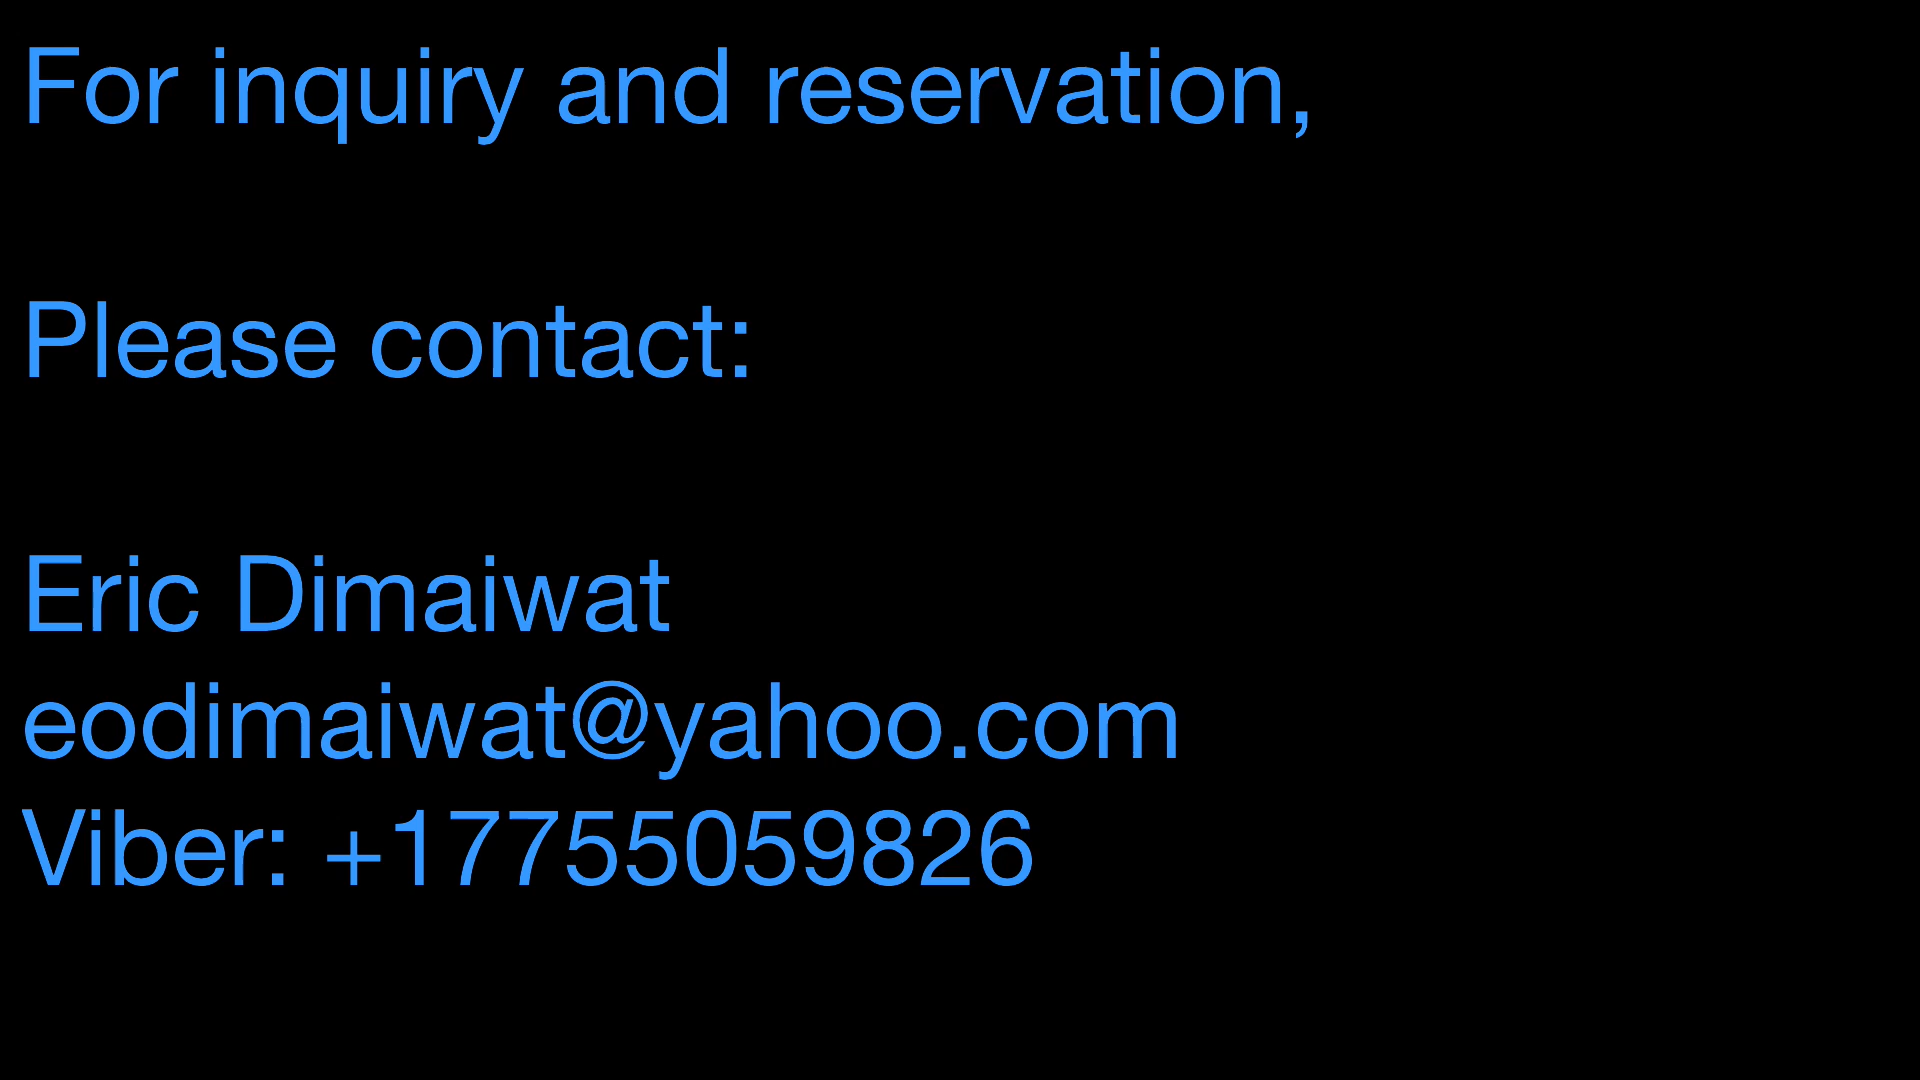 For inquiry and reservation,
Please contact:
Eric Dimaiwat
eodimaiwat@yahoo.com
Viber: +17755059826